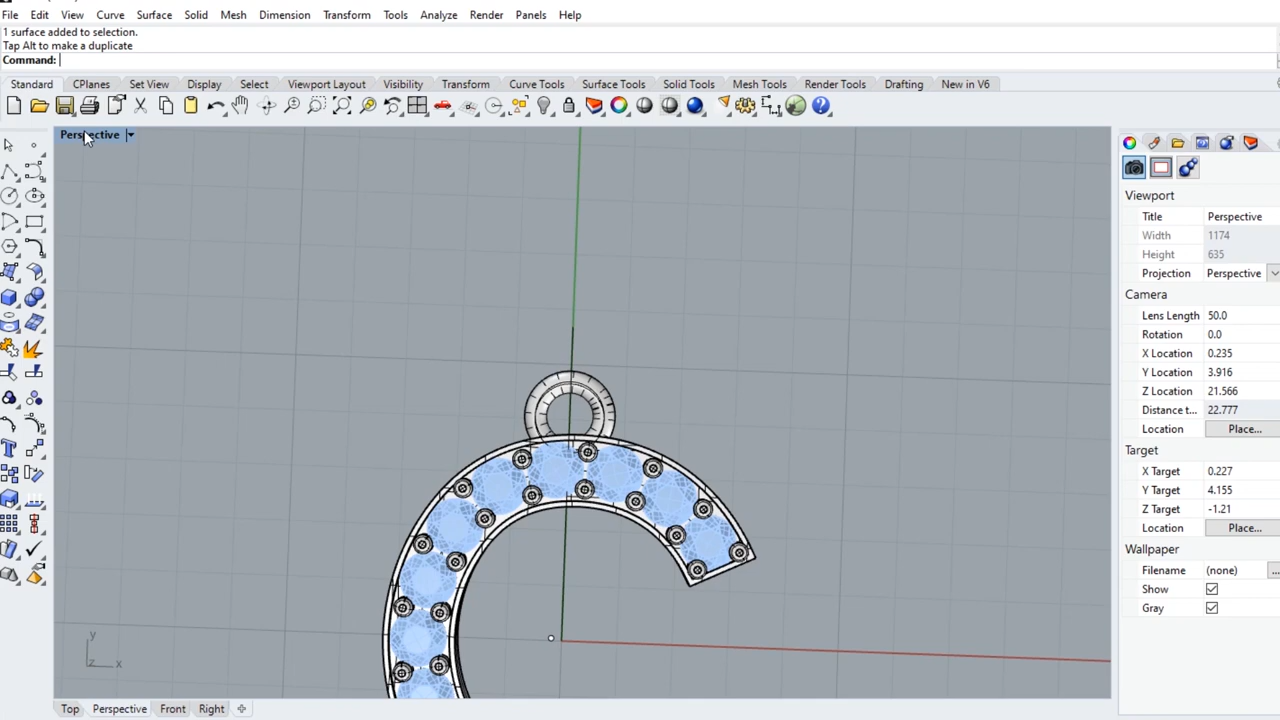 File Edit View Curve Surface Solid Mesh Dimension Transform Tools Analyze Render Panels Help
1 surface added to selection.
Tap Alt to make a duplicate
Command:
Standard CPlanes Set View Display Select Viewport Layout Visibility Transform Curve Tools Surface Tools Solid Tools Mesh Tools Render Tools Drafting New in V6
Perspective
Viewport
Title Perspective
Width 1174
Height 635
Projection Perspective
Camera
Lens Length 50.0
Rotation 0.0
X Location 0.235
Y Location 3.916
Z Location 21.566
Distance t... 22.777
Location Place...
Target
X Target 0.227
Y Target 4.155
Z Target -1.21
Location Place...
Wallpaper
Filename (none) ...
Show
Gray
y
z x
Top Perspective Front Right